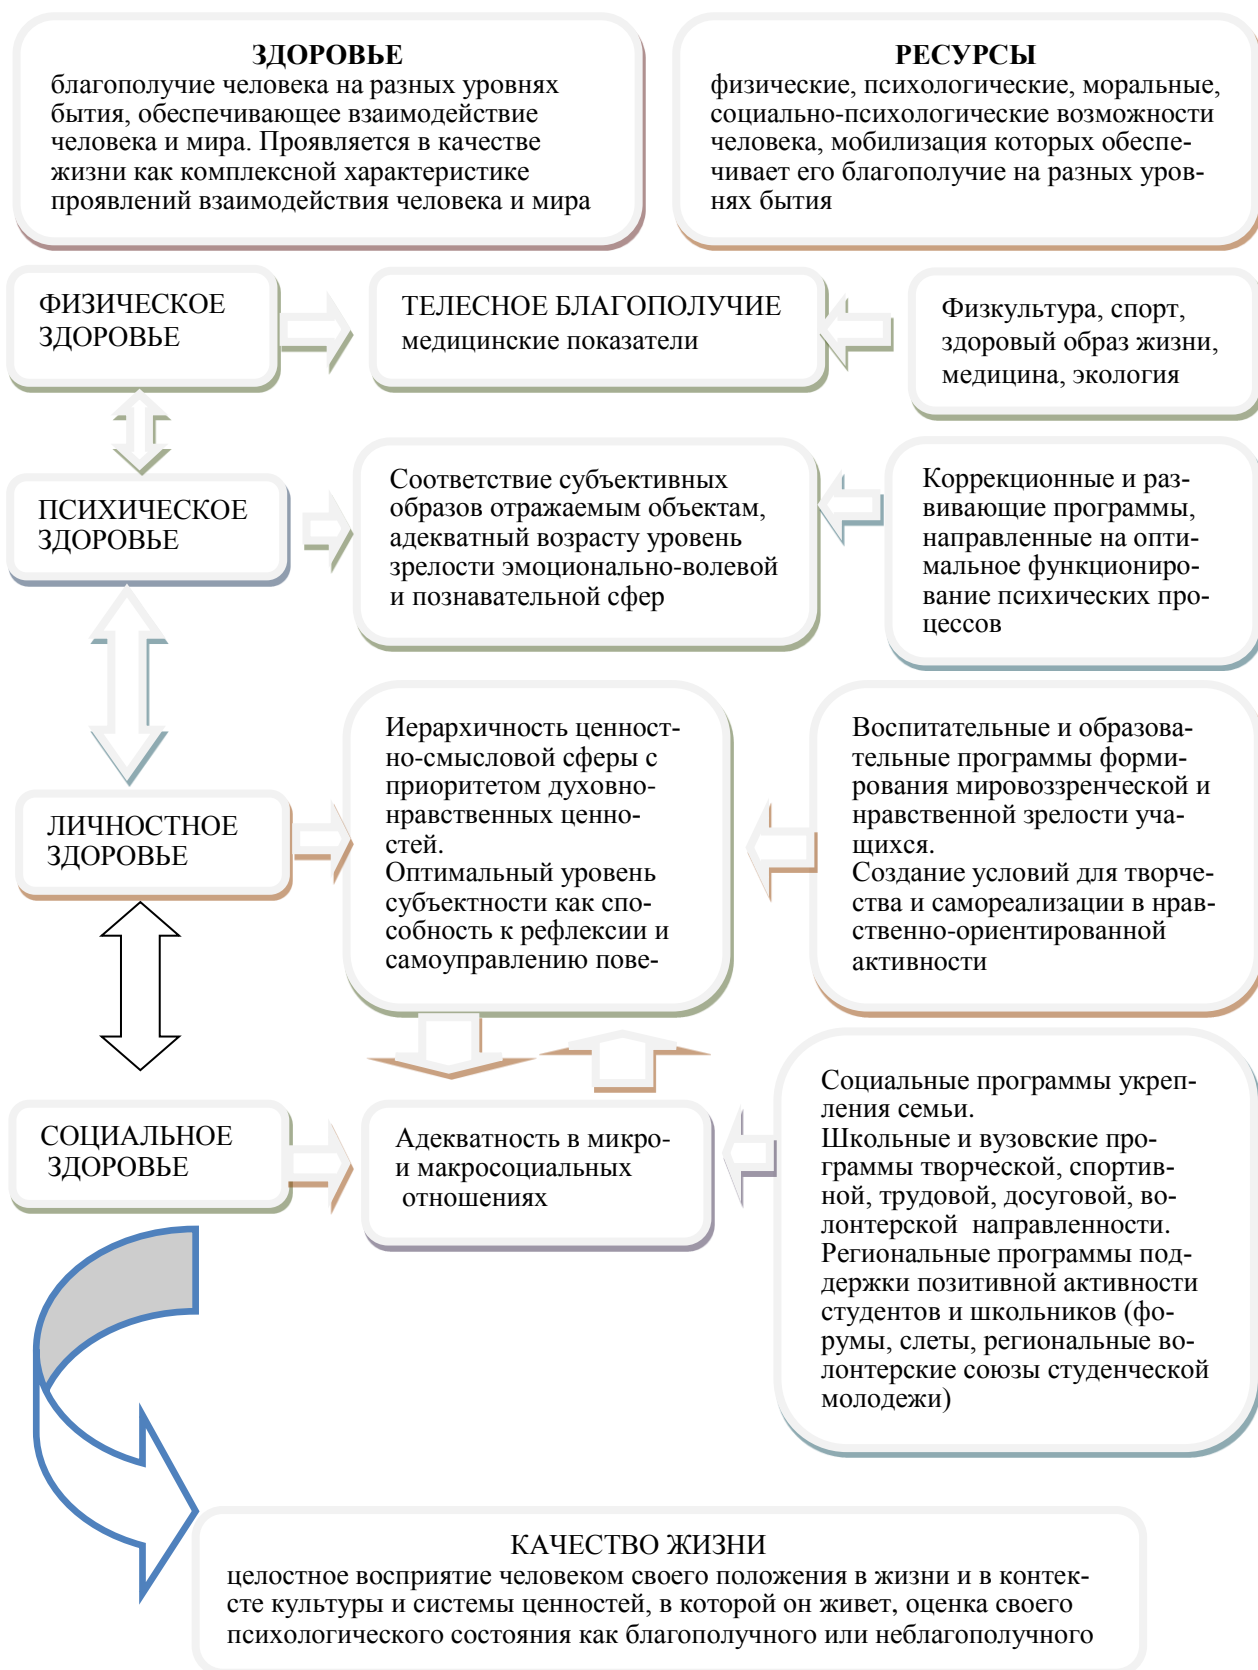 ЗДОРОВЬЕ
благополучие человека на разных уровнях
бытия, обеспечивающее взаимодействие
человека и мира. Проявляется в качестве
жизни как комплексной характеристике
проявлений взаимодействия человека и мира
РЕСУРСЫ
физические, психологические, моральные,
социально-психологические возможности
человека, мобилизация которых обеспе-
чивает его благополучие на разных уров-
нях бытия
ФИЗИЧЕСКОЕ
ЗДОРОВЬЕ
ТЕЛЕСНОЕ БЛАГОПОЛУЧИЕ
медицинские показатели
Физкультура, спорт,
здоровый образ жизни,
медицина, экология
ПСИХИЧЕСКОЕ
ЗДОРОВЬЕ
Соответствие субъективных
образов отражаемым объектам,
адекватный возрасту уровень
зрелости эмоционально-волевой
и познавательной сфер
Коррекционные и раз-
вивающие программы,
направленные на опти-
мальное функциониро-
вание психических про-
цессов
ЛИЧНОСТНОЕ
ЗДОРОВЬЕ
Иерархичность ценност-
но-смысловой сферы с
приоритетом духовно-
нравственных ценно-
стей.
Оптимальный уровень
субъектности как спо-
собность к рефлексии и
самоуправлению пове-
Воспитательные и образова-
тельные программы форми-
рования мировоззренческой и
нравственной зрелости уча-
щихся.
Создание условий для творче-
ства и самореализации в нрав-
ственно-ориентированной
активности
СОЦИАЛЬНОЕ
ЗДОРОВЬЕ
Адекватность в микро-
и макросоциальных
отношениях
Социальные программы укреп-
ления семьи.
Школьные и вузовские про-
граммы творческой, спортив-
ной, трудовой, досуговой, во-
лонтерской направленности.
Региональные программы под-
держки позитивной активности
студентов и школьников (фо-
румы, слеты, региональные во-
лонтерские союзы студенческой
молодежи)
КАЧЕСТВО ЖИЗНИ
целостное восприятие человеком своего положения в жизни и в контек-
сте культуры и системы ценностей, в которой он живет, оценка своего
психологического состояния как благополучного или неблагополучного